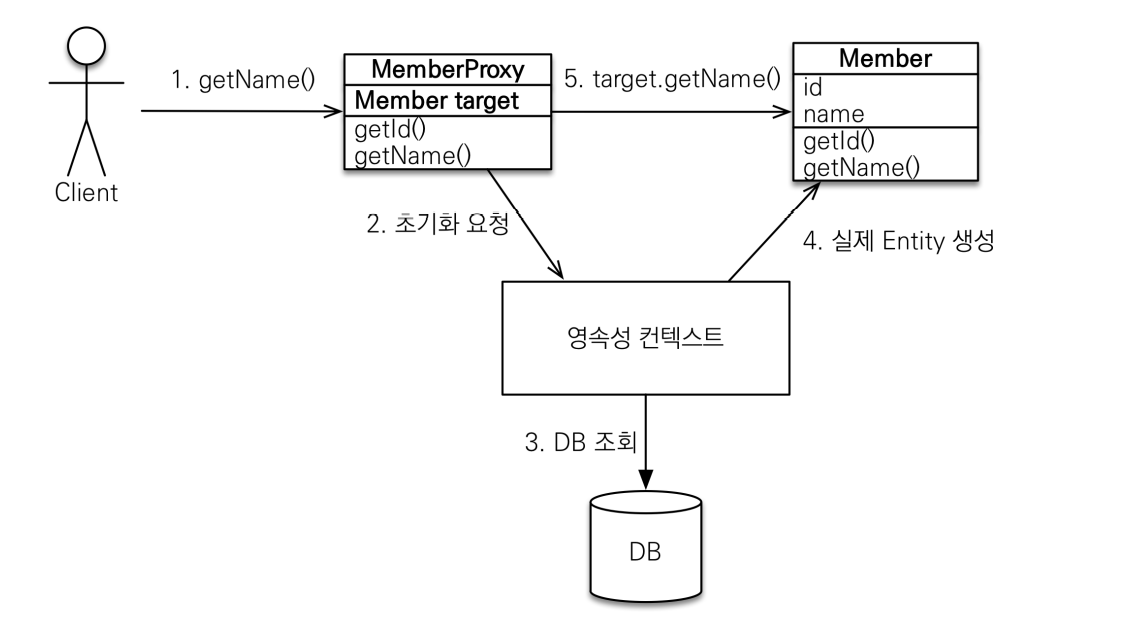 1. getName()
MemberProxy
Member target
getId()
getName()
5. target.getName()
Member
id
name
getId()
getName()
Client
2. 초기화 요청
4. 실제 Entity 생성
영속성 컨텍스트
3. DB 조회
DB